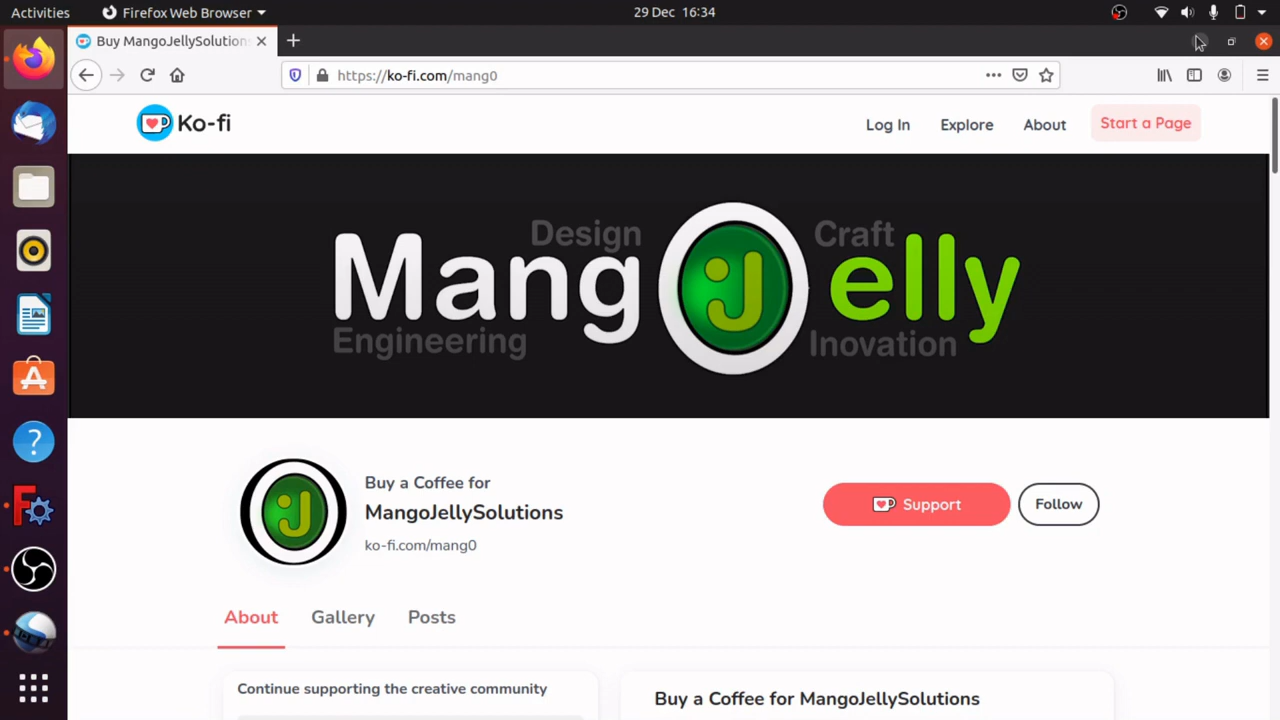 Activities
Firefox Web Browser
29 Dec 16:34
Buy MangoJellySolutions
https://ko-fi.com/mang0
Ko-fi
Log In
Explore
About
Start a Page
Design
Craft
Mang J elly
Engineering
Inovation
J
Buy a Coffee for
MangoJellySolutions
ko-fi.com/mang0
Support
Follow
About
Gallery
Posts
Continue supporting the creative community
Buy a Coffee for MangoJellySolutions